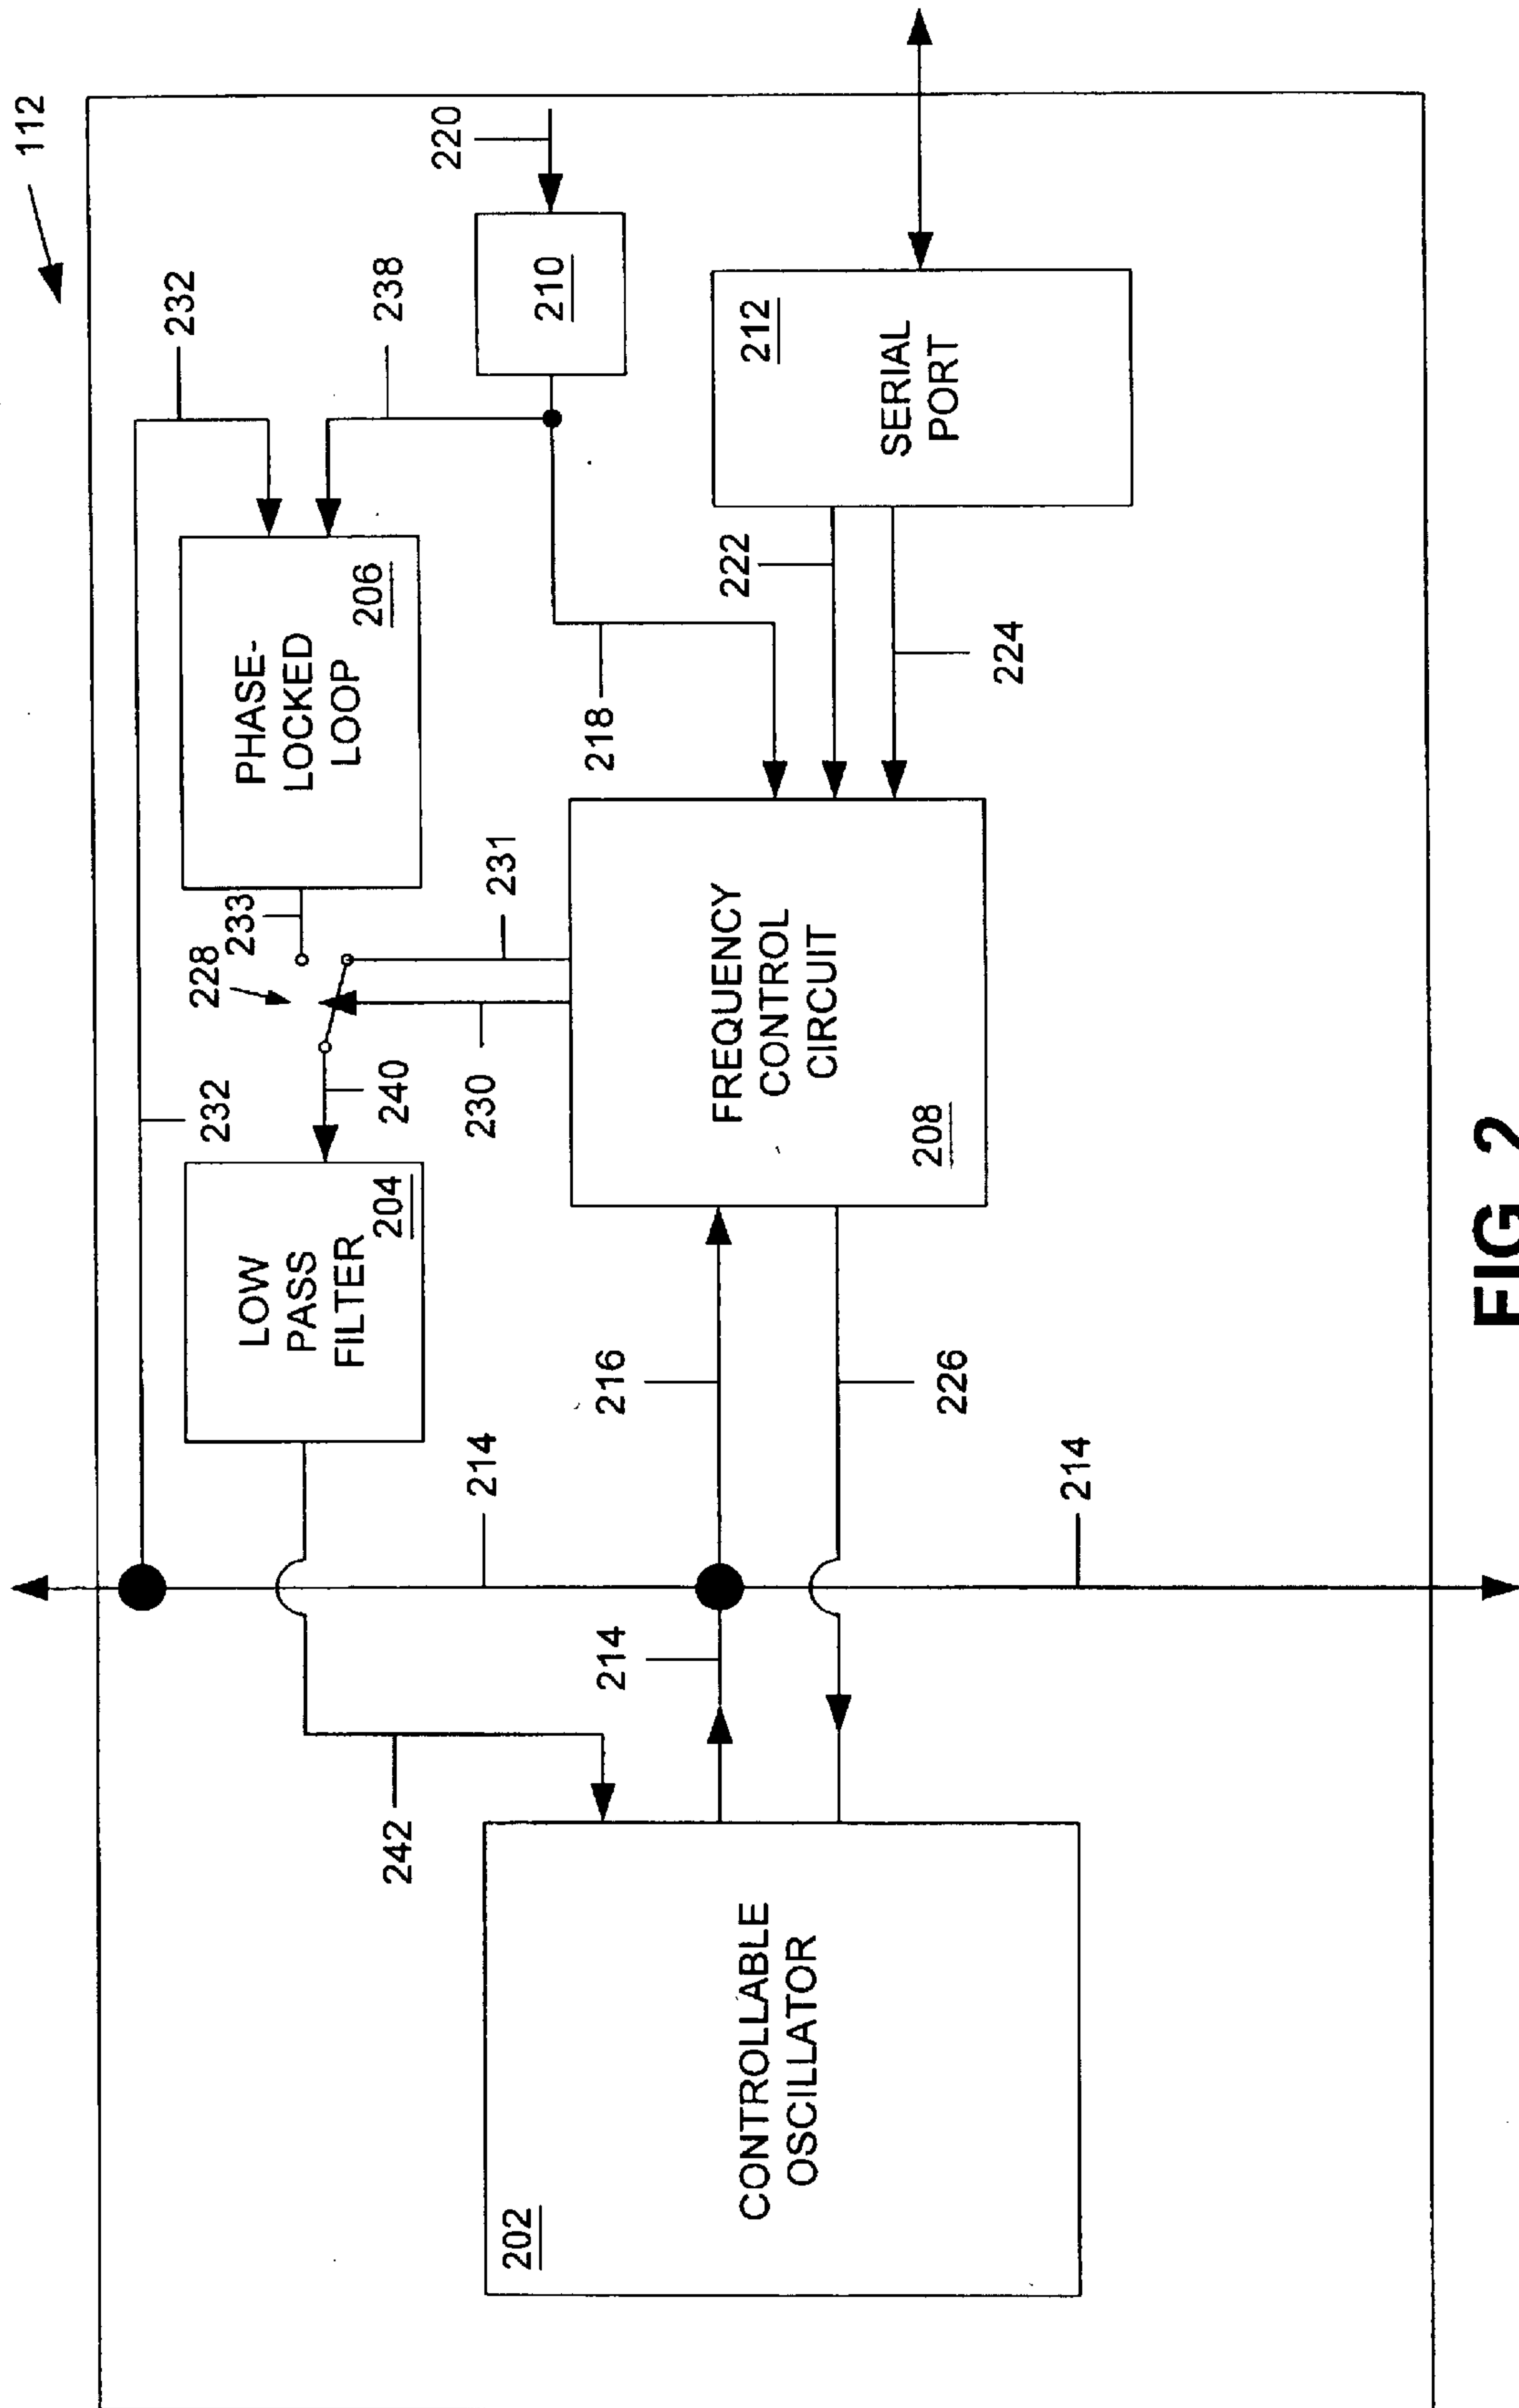 112
232
238
220
210
PHASE-
LOCKED
LOOP
206
233
228
231
230
240
232
LOW
PASS
FILTER
204
218
222
224
212
SERIAL
PORT
FREQUENCY
CONTROL
CIRCUIT
208
216
226
214
214
214
242
202
CONTROLLABLE
OSCILLATOR
FIG 2